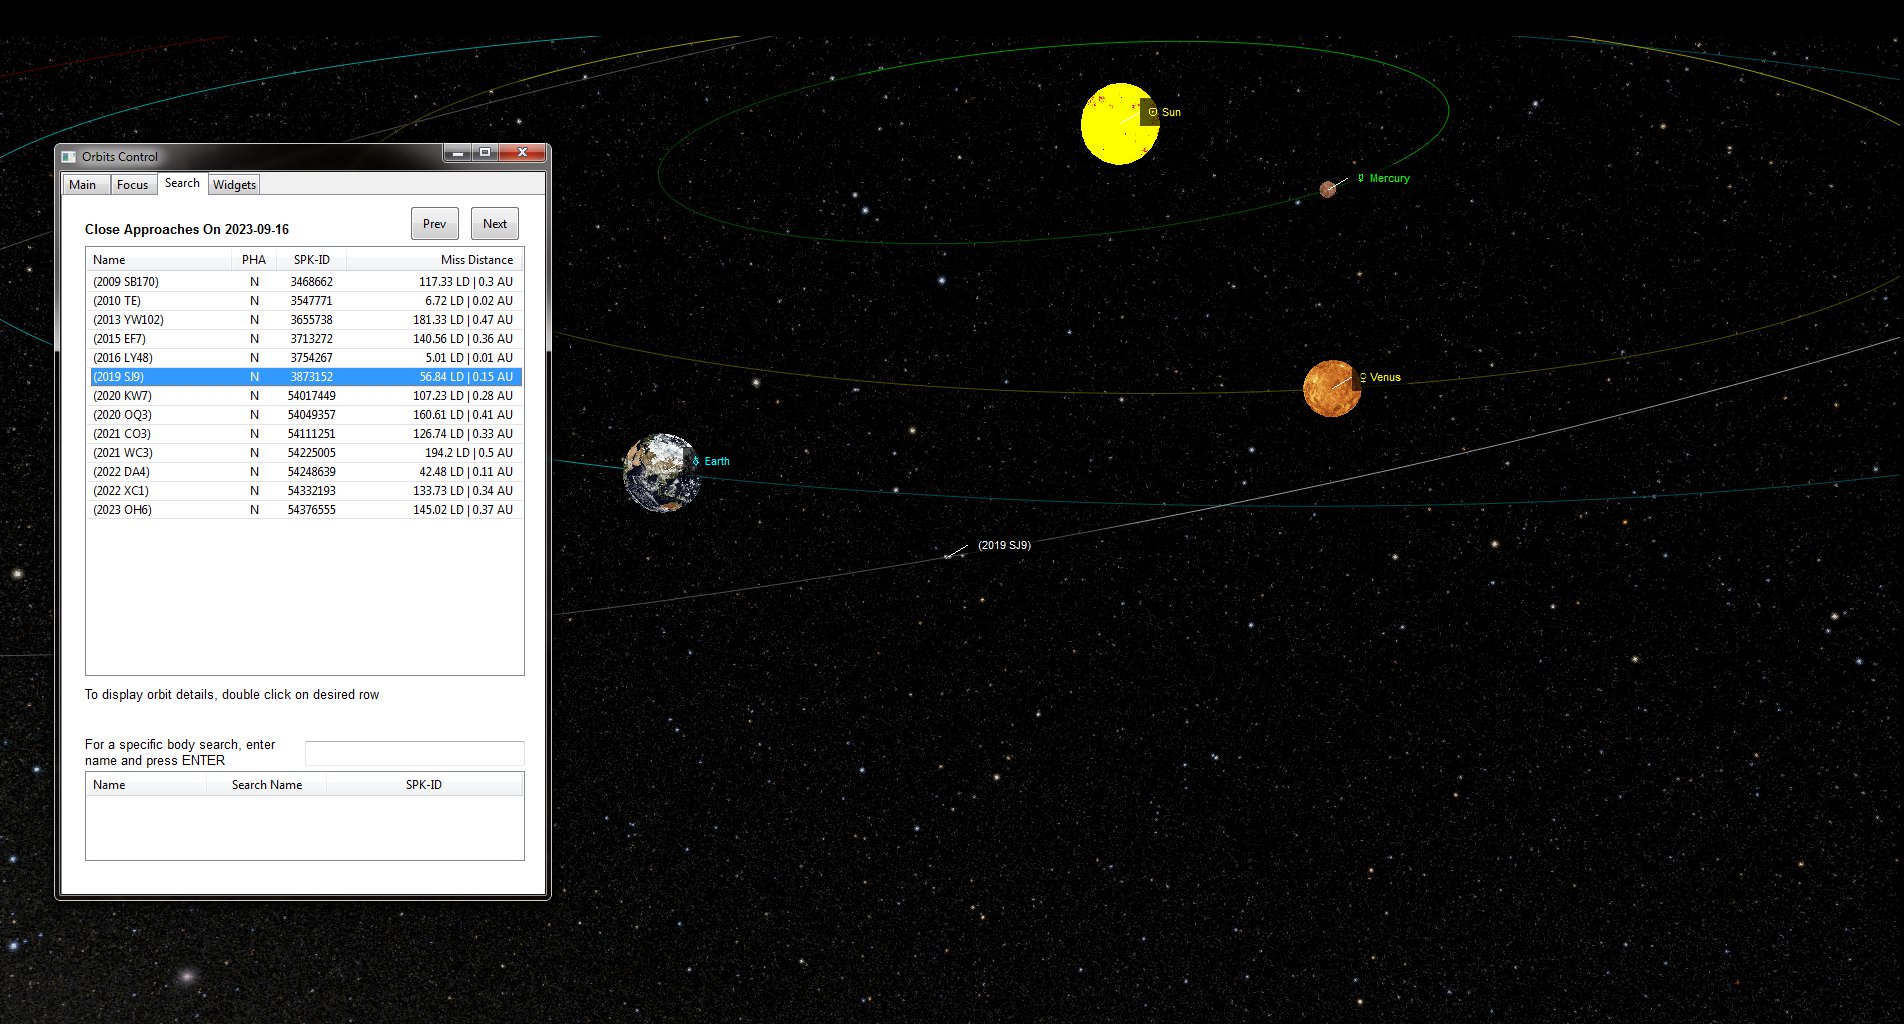 Orbits Control
Main Focus Search Widgets
Close Approaches On 2023-09-16 Prev Next
Name PHA SPK-ID Miss Distance
(2009 SB170) N 3468662 117.33 LD | 0.3 AU
(2010 TE) N 3547771 6.72 LD | 0.02 AU
(2013 YW102) N 3655738 181.33 LD | 0.47 AU
(2015 EF7) N 3713272 140.56 LD | 0.36 AU
(2016 LY48) N 3754267 5.01 LD | 0.01 AU
(2019 SJ9) N 3873152 56.84 LD | 0.15 AU
(2020 KW7) N 54017449 107.23 LD | 0.28 AU
(2020 OQ3) N 54049357 160.61 LD | 0.41 AU
(2021 CO3) N 54111251 126.74 LD | 0.33 AU
(2021 WC3) N 54225005 194.2 LD | 0.5 AU
(2022 DA4) N 54248639 42.48 LD | 0.11 AU
(2022 XC1) N 54332193 133.73 LD | 0.34 AU
(2023 OH6) N 54376555 145.02 LD | 0.37 AU
To display orbit details, double click on desired row
For a specific body search, enter
name and press ENTER
Name Search Name SPK-ID
☉ Sun
☿ Mercury
♀ Venus
♁ Earth
(2019 SJ9)